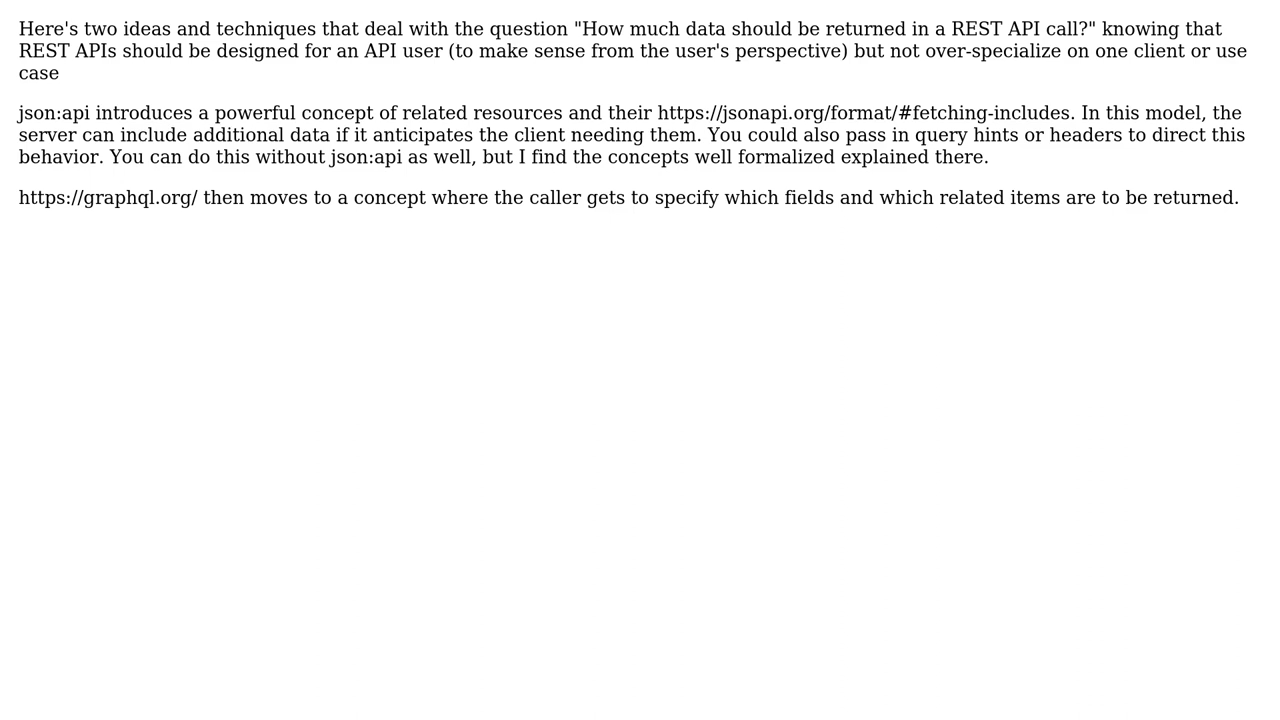 Here's two ideas and techniques that deal with the question "How much data should be returned in a REST API call?" knowing that
REST APIs should be designed for an API user (to make sense from the user's perspective) but not over-specialize on one client or use
case
json:api introduces a powerful concept of related resources and their https://jsonapi.org/format/#fetching-includes. In this model, the
server can include additional data if it anticipates the client needing them. You could also pass in query hints or headers to direct this
behavior. You can do this without json:api as well, but I find the concepts well formalized explained there.
https://graphql.org/ then moves to a concept where the caller gets to specify which fields and which related items are to be returned.